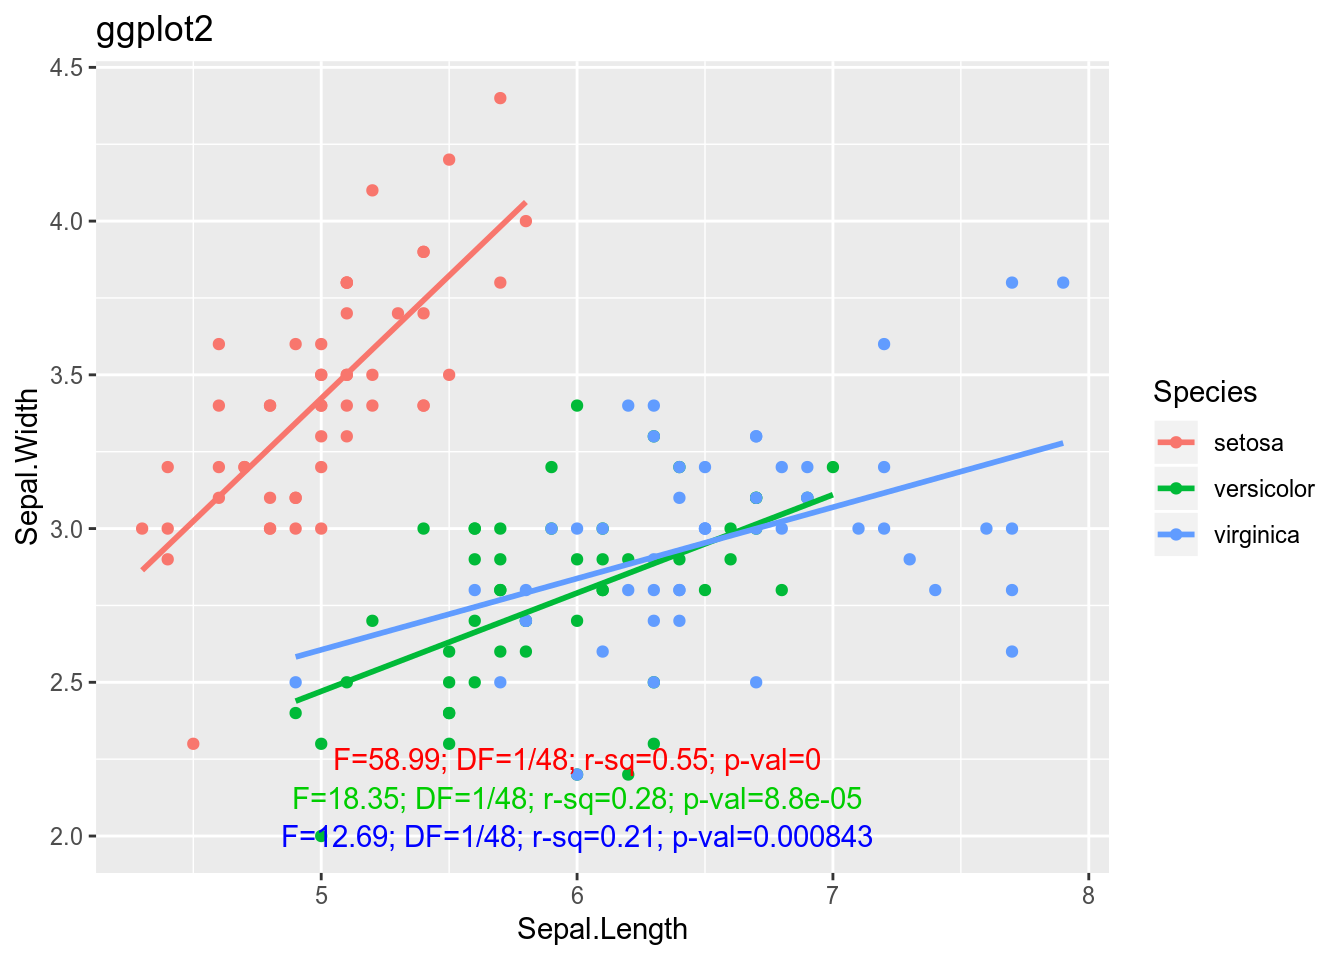 ggplot2
4.5
4.0
3.5
3.0
2.5
2.0
Sepal.Width
F=58.99; DF=1/48; r-sq=0.55; p-val=0
F=18.35; DF=1/48; r-sq=0.28; p-val=8.8e-05
F=12.69; DF=1/48; r-sq=0.21; p-val=0.000843
5 6 7 8
Sepal.Length
Species
setosa
versicolor
virginica